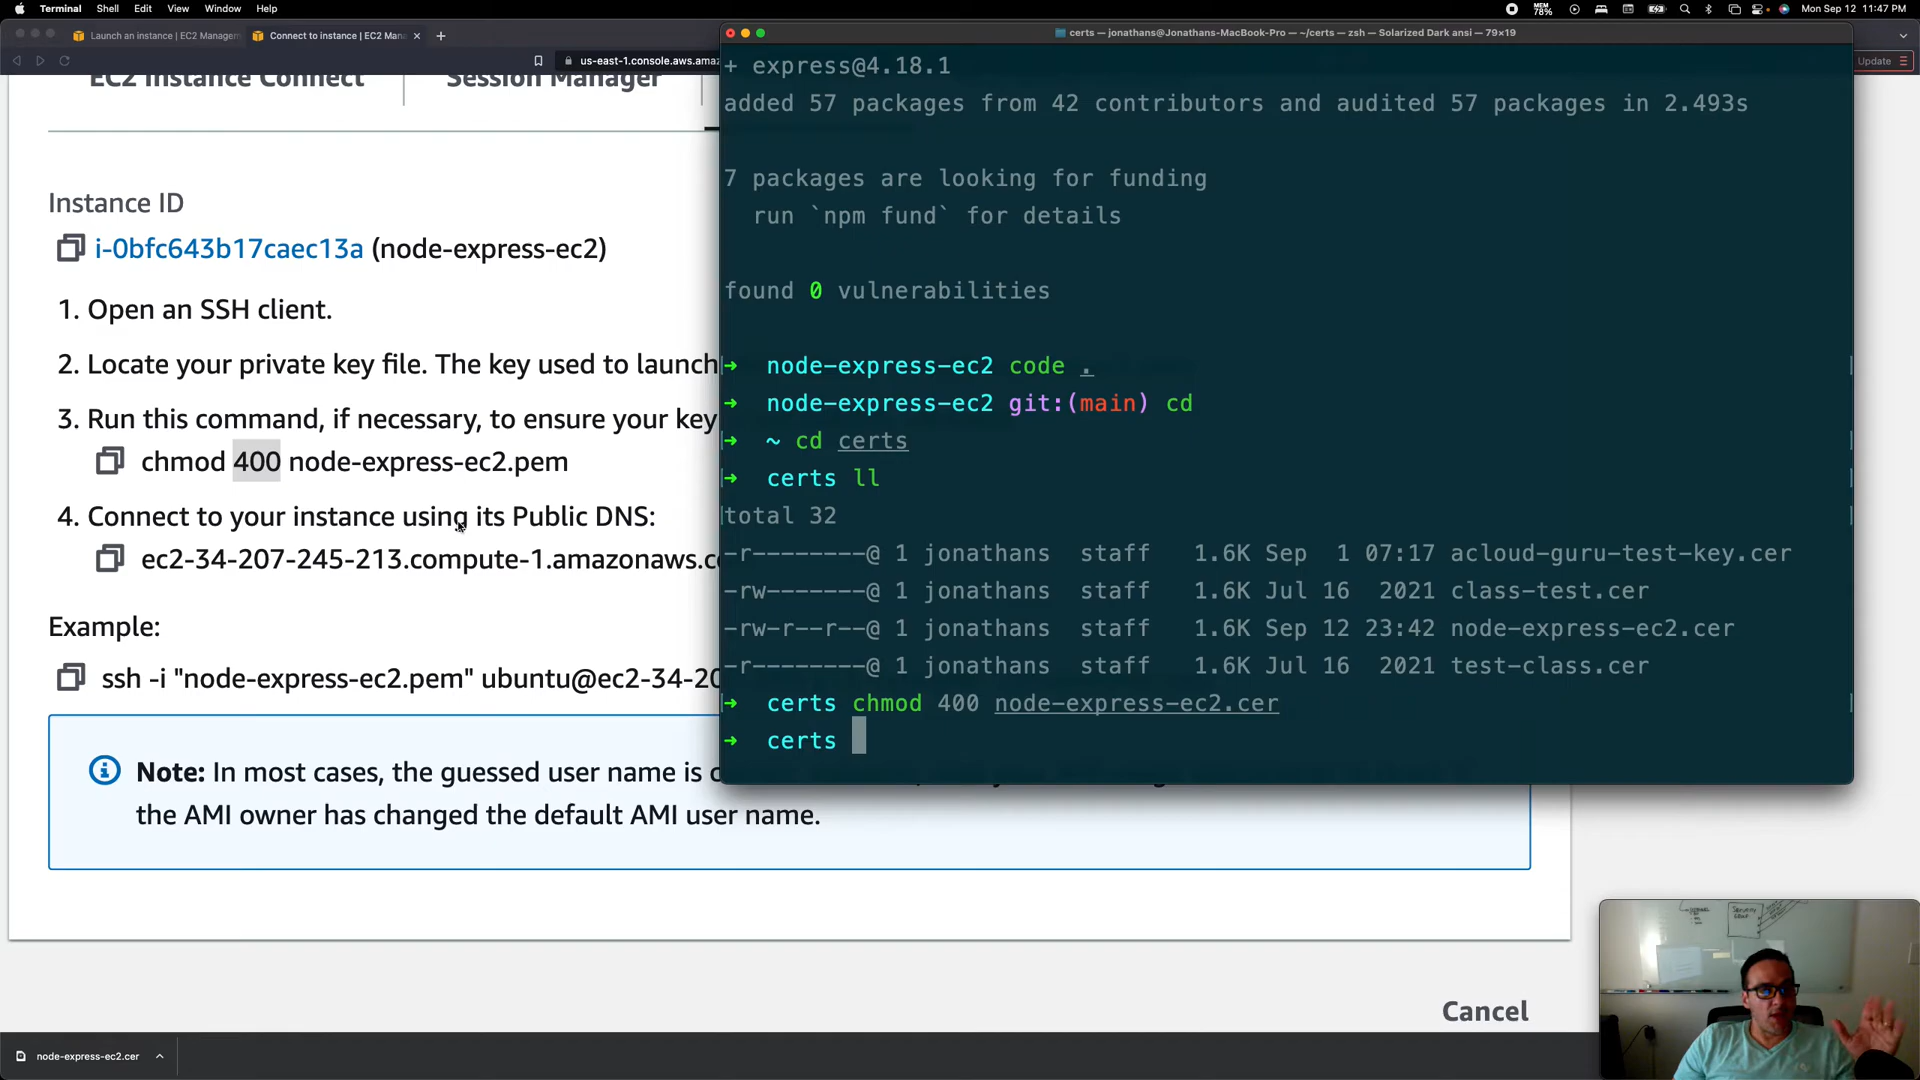 Terminal Shell Edit View Window Help
MEM 78% Mon Sep 12 11:47 PM
Launch an instance | EC2 Managem
Connect to instance | EC2 Man
us-east-1.console.aws.amaz
Update
EC2 Instance Connect
Session Manager
Instance ID
i-0bfc643b17caec13a (node-express-ec2)
1. Open an SSH client.
2. Locate your private key file. The key used to launch
3. Run this command, if necessary, to ensure your key
chmod 400 node-express-ec2.pem
4. Connect to your instance using its Public DNS:
ec2-34-207-245-213.compute-1.amazonaws.co
Example:
ssh -i "node-express-ec2.pem" ubuntu@ec2-34-20
Note: In most cases, the guessed user name is c
the AMI owner has changed the default AMI user name.
Cancel
node-express-ec2.cer
certs — jonathans@Jonathans-MacBook-Pro — ~/certs — zsh — Solarized Dark ansi — 79×19
+ express@4.18.1
added 57 packages from 42 contributors and audited 57 packages in 2.493s
7 packages are looking for funding
run `npm fund` for details
found 0 vulnerabilities
➜ node-express-ec2 code .
➜ node-express-ec2 git:(main) cd
➜ ~ cd certs
➜ certs ll
total 32
-r--------@ 1 jonathans staff 1.6K Sep 1 07:17 acloud-guru-test-key.cer
-rw-------@ 1 jonathans staff 1.6K Jul 16 2021 class-test.cer
-rw-r--r--@ 1 jonathans staff 1.6K Sep 12 23:42 node-express-ec2.cer
-r--------@ 1 jonathans staff 1.6K Jul 16 2021 test-class.cer
➜ certs chmod 400 node-express-ec2.cer
➜ certs